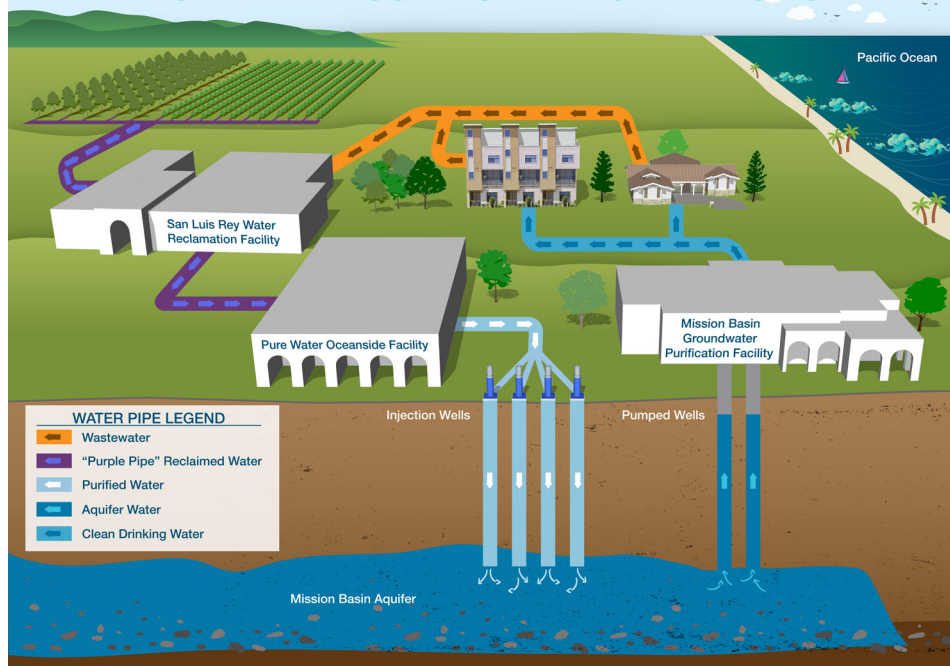 Pacific Ocean
San Luis Rey Water
Reclamation Facility
Pure Water Oceanside Facility
Mission Basin
Groundwater
Purification Facility
Injection Wells
Pumped Wells
WATER PIPE LEGEND
Wastewater
“Purple Pipe” Reclaimed Water
Purified Water
Aquifer Water
Clean Drinking Water
Mission Basin Aquifer